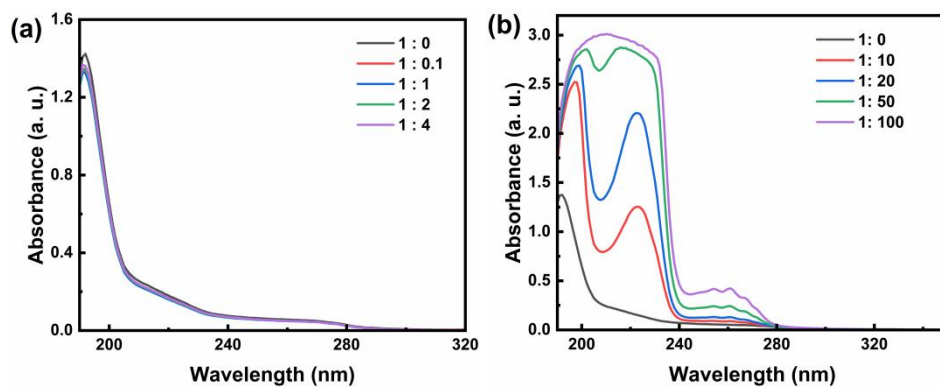 (a)
1.6
1.2
0.8
0.4
0.0
Absorbance (a. u.)
200 240 280 320
Wavelength (nm)
1 : 0
1 : 0.1
1 : 1
1 : 2
1 : 4
(b)
3.0
2.5
2.0
1.5
1.0
0.5
0.0
Absorbance (a. u.)
200 240 280 320
Wavelength (nm)
1: 0
1: 10
1: 20
1: 50
1: 100